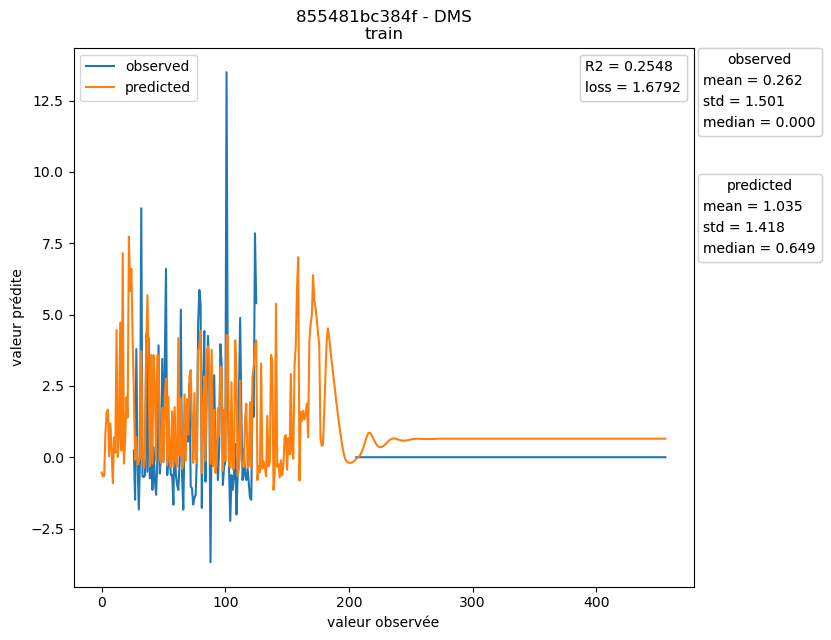 855481bc384f - DMS
train
observed
predicted
R2 = 0.2548
loss = 1.6792
observed
mean = 0.262
std = 1.501
median = 0.000
predicted
mean = 1.035
std = 1.418
median = 0.649
valeur prédite
12.5
10.0
7.5
5.0
2.5
0.0
−2.5
0
100
200
300
400
valeur observée